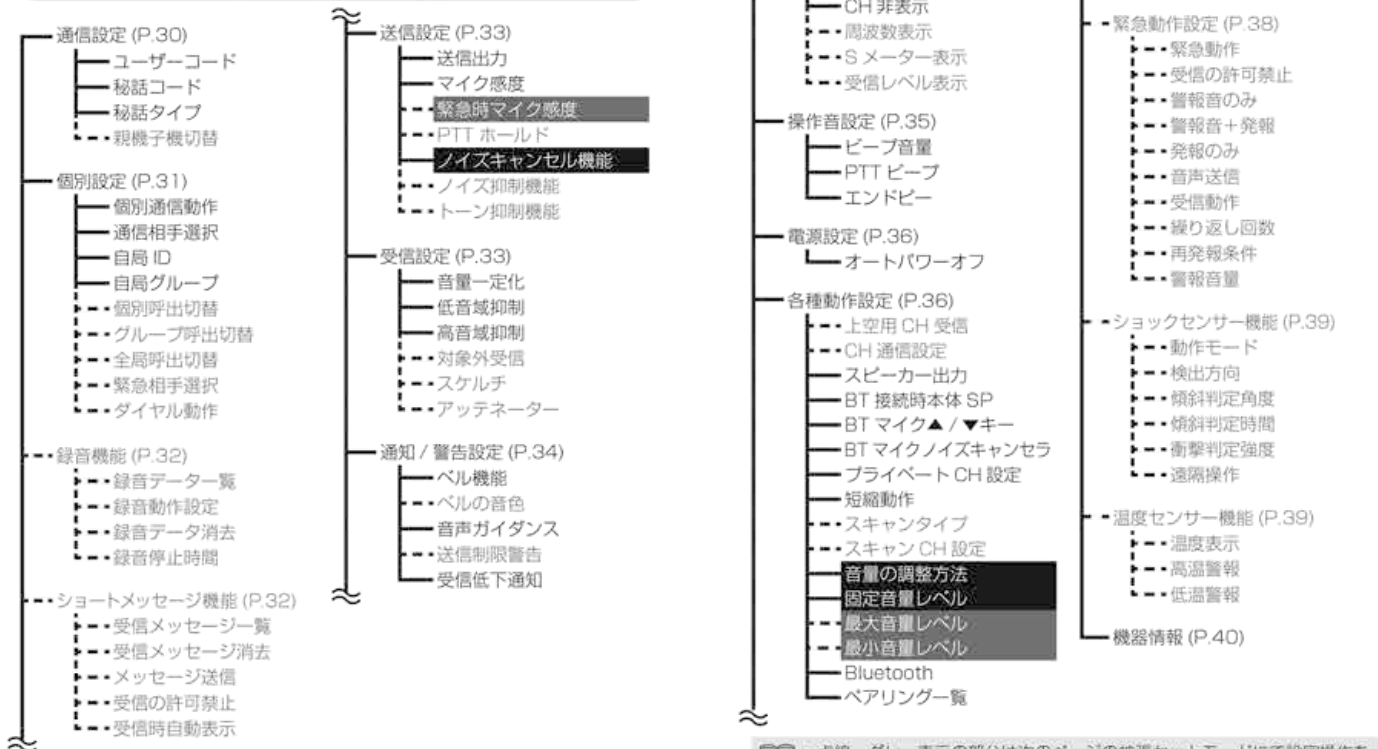 通信設定 (P.30)
ユーザーコード
秘話コード
秘話タイプ
親機子機切替
個別設定 (P.31)
個別通信動作
通信相手選択
自局 ID
自局グループ
個別呼出切替
グループ呼出切替
全局呼出切替
緊急相手選択
ダイヤル動作
録音機能 (P.32)
録音データ一覧
録音動作設定
録音データ消去
録音停止時間
ショートメッセージ機能 (P.32)
受信メッセージ一覧
受信メッセージ消去
メッセージ送信
受信の許可禁止
受信時自動表示
送信設定 (P.33)
送信出力
マイク感度
緊急時マイク感度
PTT ホールド
ノイズキャンセル機能
ノイズ抑制機能
トーン抑制機能
受信設定 (P.33)
音量一定化
低音域抑制
高音域抑制
対象外受信
スケルチ
アッテネーター
通知 / 警告設定 (P.34)
ベル機能
ベルの音色
音声ガイダンス
送信制限警告
受信低下通知
CH 非表示
周波数表示
S メーター表示
受信レベル表示
操作音設定 (P.35)
ビープ音量
PTT ビープ
エンドピー
電源設定 (P.36)
オートパワーオフ
各種動作設定 (P.36)
上空用 CH 受信
CH 通信設定
スピーカー出力
BT 接続時本体 SP
BT マイク▲ / ▼キー
BT マイクノイズキャンセラ
プライベート CH 設定
短縮動作
スキャンタイプ
スキャン CH 設定
音量の調整方法
固定音量レベル
最大音量レベル
最小音量レベル
Bluetooth
ペアリング一覧
緊急動作設定 (P.38)
緊急動作
受信の許可禁止
警報音のみ
警報音＋発報
発報のみ
音声送信
受信動作
繰り返し回数
再発報条件
警報音量
ショックセンサー機能 (P.39)
動作モード
検出方向
傾斜判定角度
傾斜判定時間
衝撃判定強度
遠隔操作
温度センサー機能 (P.39)
温度表示
高温警報
低温警報
機器情報 (P.40)